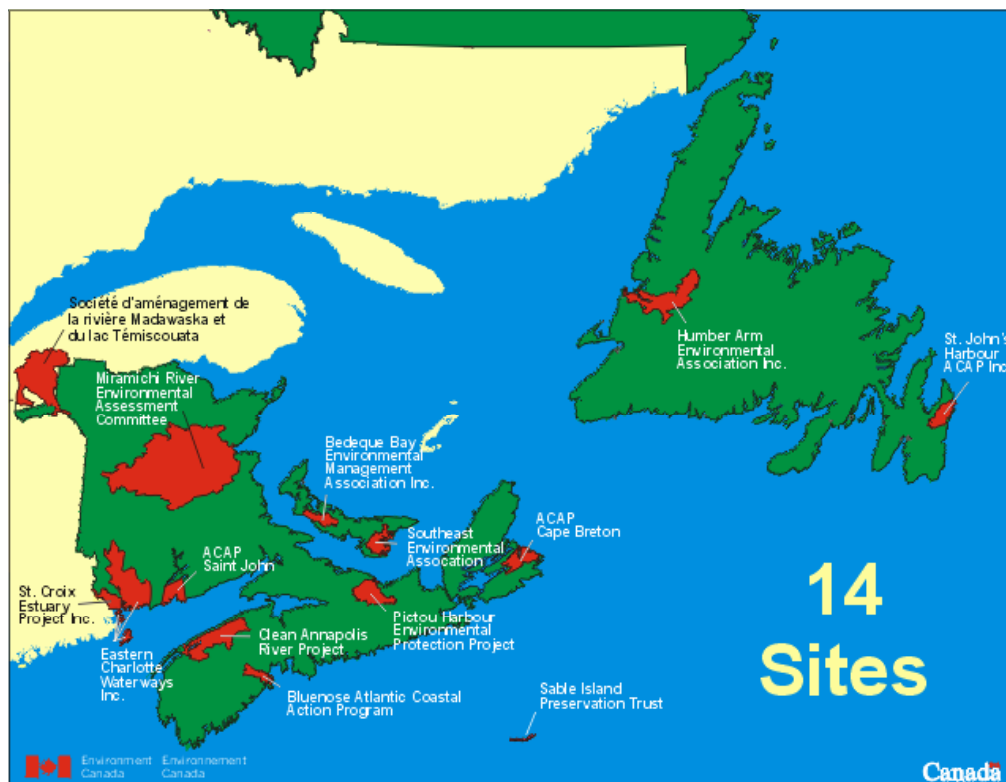 Société d'aménagement de
la rivière Madawaska et
du lac Témiscouata
Miramichi River
Environmental
Assessment
Committee
Humber Arm
Environmental
Association Inc.
St. John's
Harbour
ACAP Inc
Bedeque Bay
Environmental
Management
Association Inc.
Southeast
Environmental
Assocation
ACAP
Cape Breton
ACAP
Saint John
St. Croix
Estuary
Project Inc.
Eastern
Charlotte
Waterways
Inc.
Clean Annapolis
River Project
Pictou Harbour
Environmental
Protection Project
Bluenose Atlantic Coastal
Action Program
Sable Island
Preservation Trust
14
Sites
Environment Environnement
Canada Canada
Canada